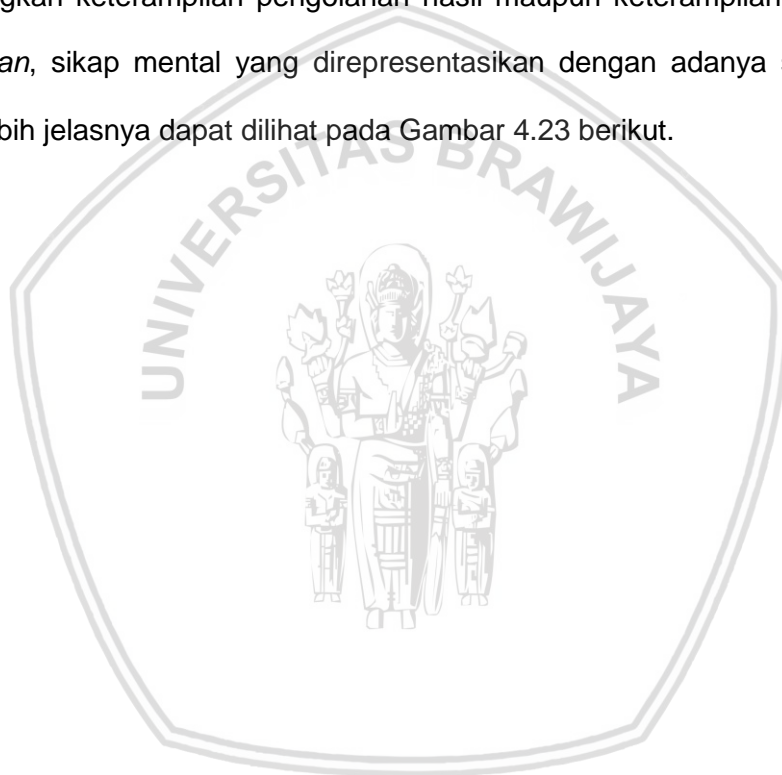 gkan keterampilan pengolahan hasil maupun keterampilan
an, sikap mental yang direpresentasikan dengan adanya s
bih jelasnya dapat dilihat pada Gambar 4.23 berikut.
UNIVERSITAS BRAWIJAYA